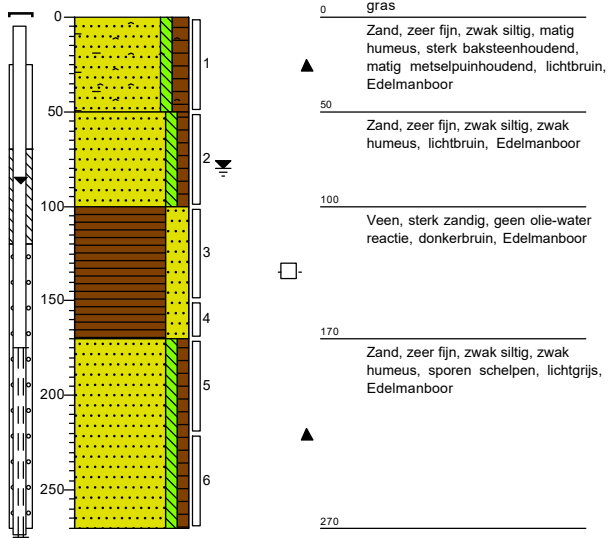 0
50
100
150
200
250
1
2
3
4
5
6
0
gras
Zand, zeer fijn, zwak siltig, matig
humeus, sterk baksteenhoudend,
matig metselpuinhoudend, lichtbruin,
Edelmanboor
50
Zand, zeer fijn, zwak siltig, zwak
humeus, lichtbruin, Edelmanboor
100
Veen, sterk zandig, geen olie-water
reactie, donkerbruin, Edelmanboor
170
Zand, zeer fijn, zwak siltig, zwak
humeus, sporen schelpen, lichtgrijs,
Edelmanboor
270